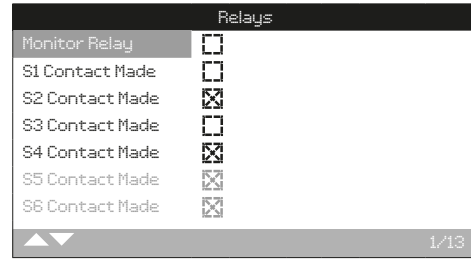 Relays
Monitor Relay
S1 Contact Made
S2 Contact Made
S3 Contact Made
S4 Contact Made
S5 Contact Made
S6 Contact Made
1/13